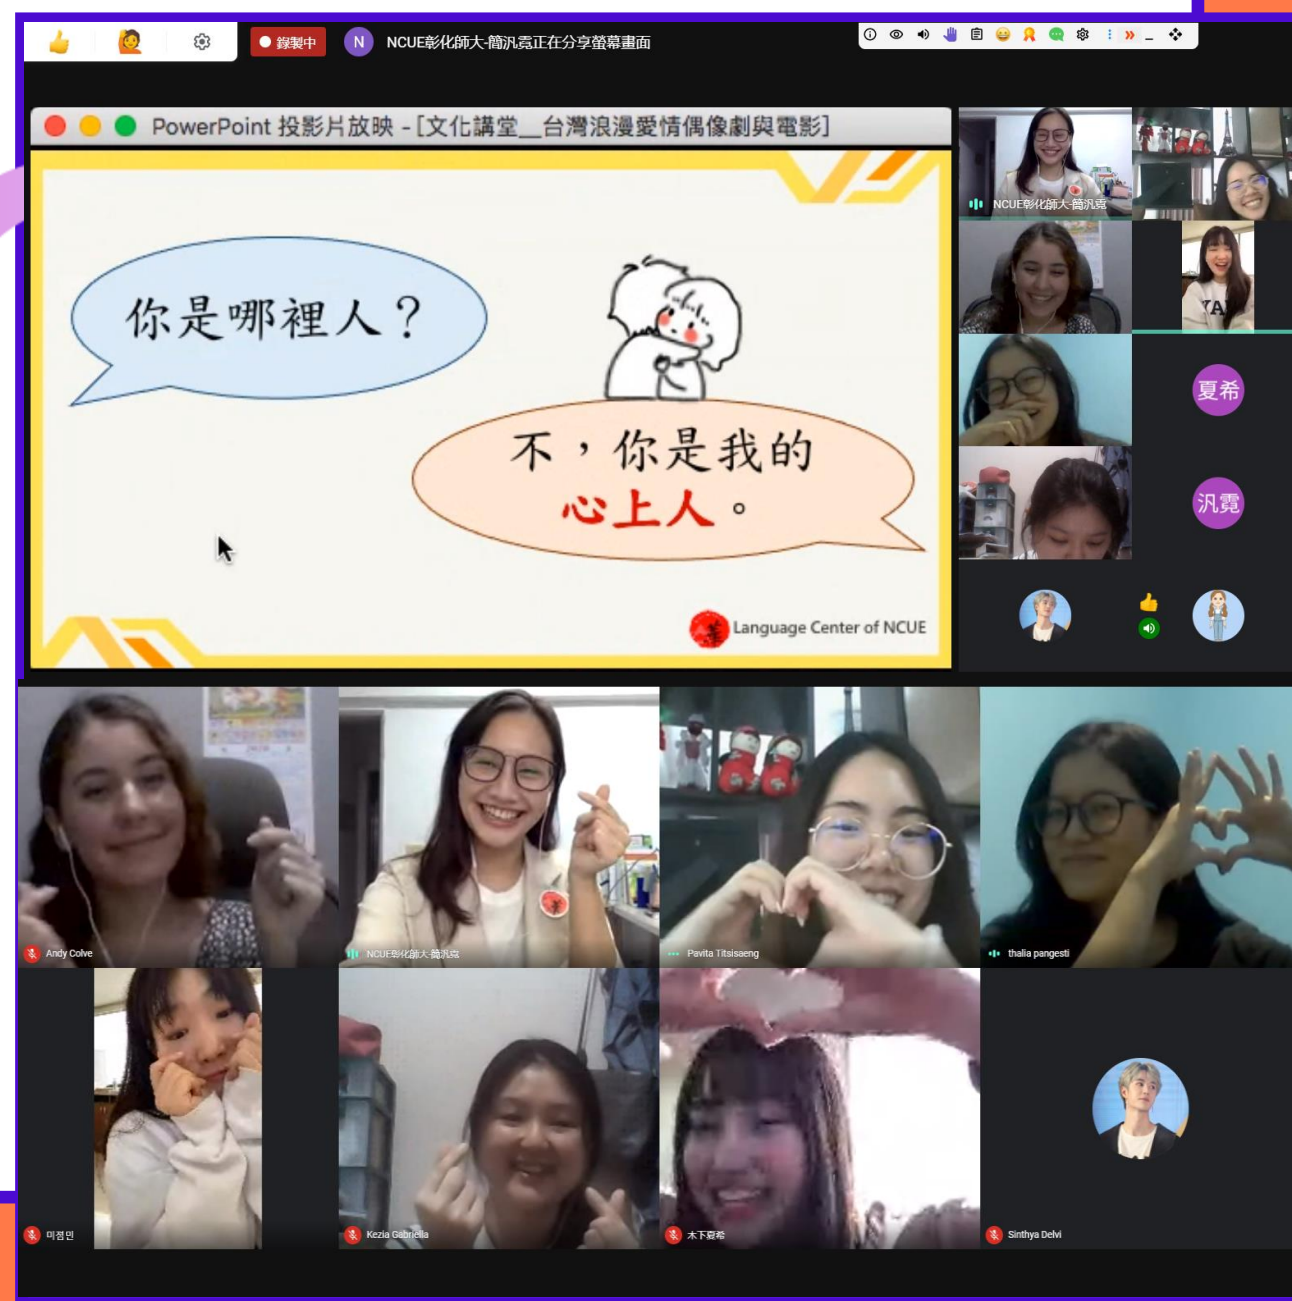 錄製中
N
NCUE彰化師大-簡汎霓正在分享螢幕畫面
PowerPoint 投影片放映 - [文化講堂__台灣浪漫愛情偶像劇與電影]
你是哪裡人？
不，你是我的
心上人。
Language Center of NCUE
NCUE彰化師大-簡汎霓
夏希
汎霓
Andy Colve
NCUE彰化師大-簡汎霓
Pavita Titsisaeng
thalia pangesti
Kezia Gabriella
木下夏希
Sinthya Delvi